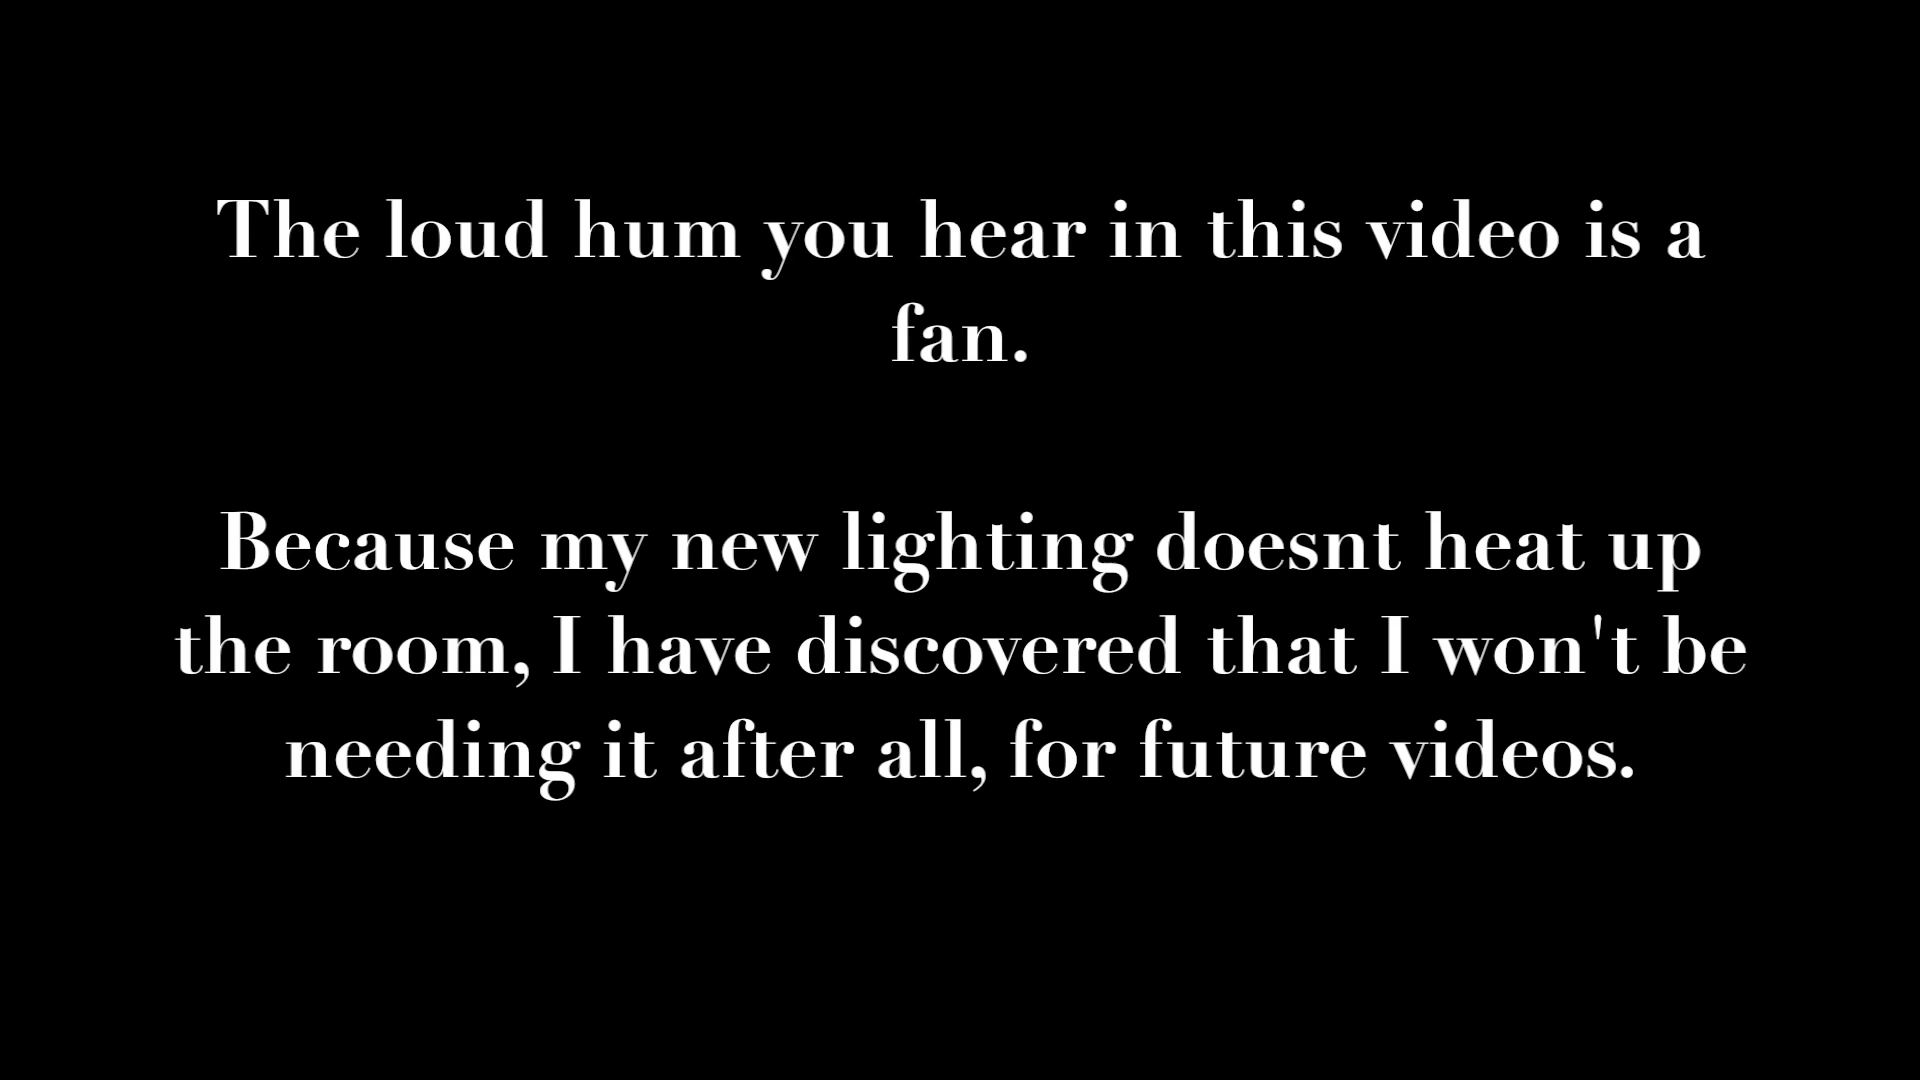 The loud hum you hear in this video is a
fan.
Because my new lighting doesnt heat up
the room, I have discovered that I won't be
needing it after all, for future videos.